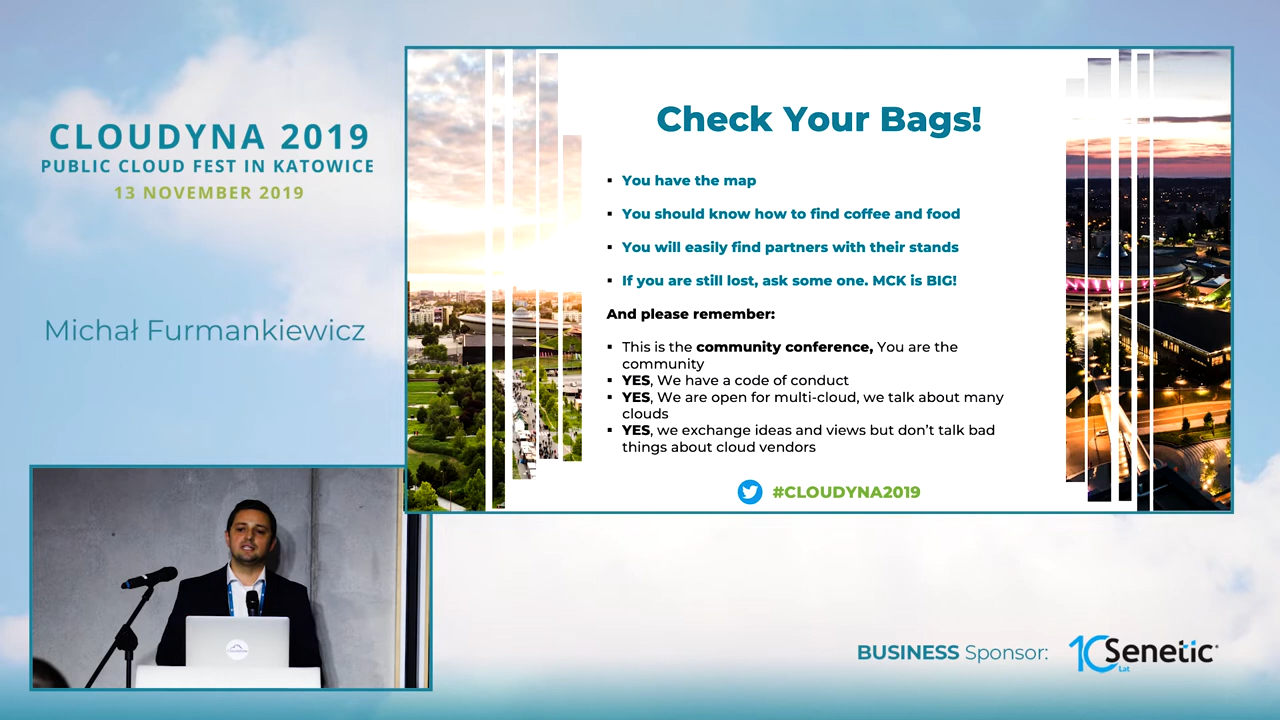 CLOUDYNA 2019
PUBLIC CLOUD FEST IN KATOWICE
13 NOVEMBER 2019
Michał Furmankiewicz
Check Your Bags!
▪ You have the map
▪ You should know how to find coffee and food
▪ You will easily find partners with their stands
▪ If you are still lost, ask some one. MCK is BIG!
And please remember:
▪ This is the community conference, You are the
community
▪ YES, We have a code of conduct
▪ YES, We are open for multi-cloud, we talk about many
clouds
▪ YES, we exchange ideas and views but don't talk bad
things about cloud vendors
#CLOUDYNA2019
BUSINESS Sponsor:
10 Senetic
Lat